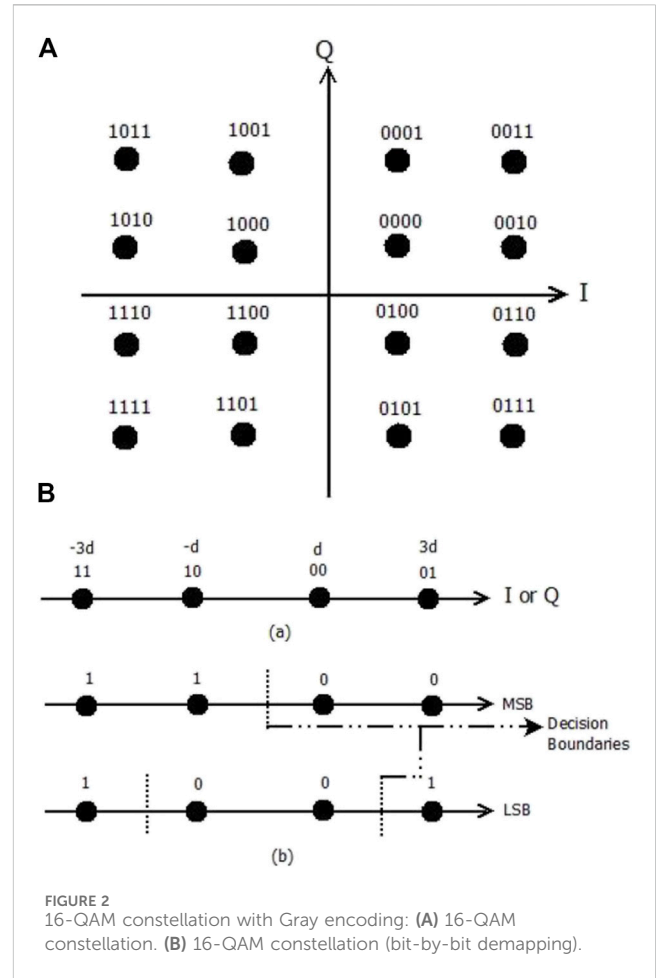 A
Q
1011 1001 0001 0011
1010 1000 0000 0010
I
1110 1100 0100 0110
1111 1101 0101 0111
B
-3d -d d 3d
11 10 00 01
I or Q
(a)
1 1 0 0
MSB
Decision
Boundaries
1 0 0 1
LSB
(b)
FIGURE 2
16-QAM constellation with Gray encoding: (A) 16-QAM
constellation. (B) 16-QAM constellation (bit-by-bit demapping).